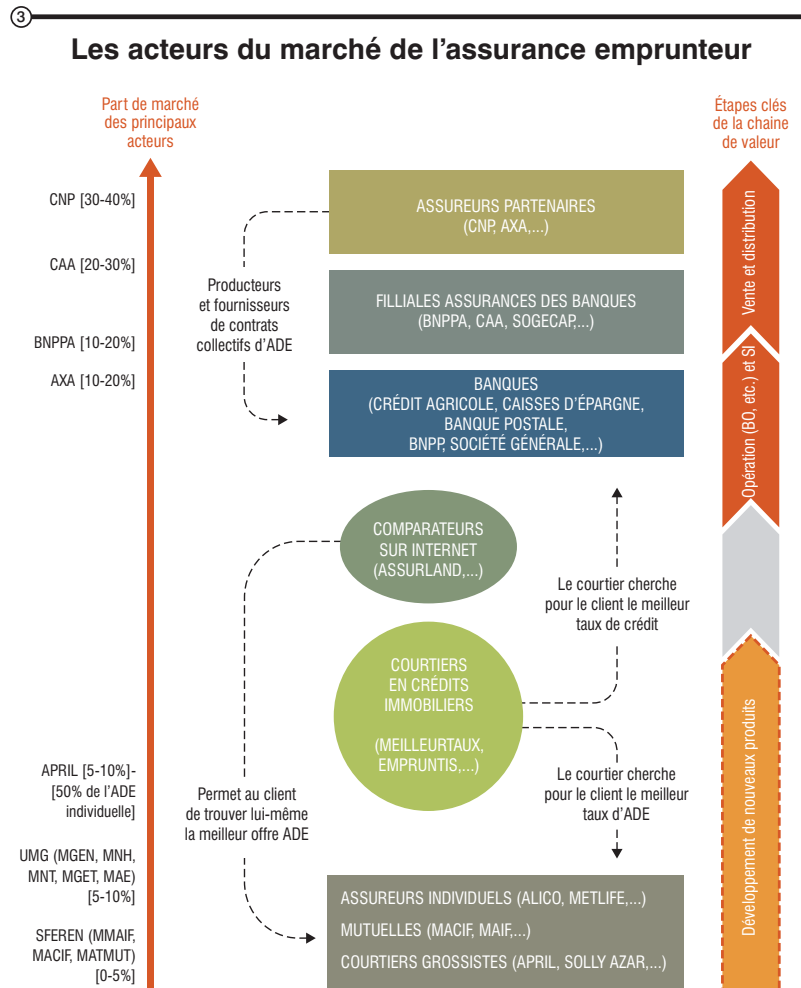 3
Les acteurs du marché de l'assurance emprunteur
Part de marché
des principaux
acteurs
CNP [30-40%]
CAA [20-30%]
BNPPA [10-20%]
AXA [10-20%]
APRIL [5-10%]-
[50% de l'ADE
individuelle]
UMG (MGEN, MNH,
MNT, MGET, MAE)
[5-10%]
SFEREN (MMAIF,
MACIF, MATMUT)
[0-5%]
Producteurs
et fournisseurs
de contrats
collectifs d'ADE
Permet au client
de trouver lui-même
la meilleur offre ADE
ASSUREURS PARTENAIRES
(CNP, AXA,...)
FILLIALES ASSURANCES DES BANQUES
(BNPPA, CAA, SOGECAP,...)
BANQUES
(CRÉDIT AGRICOLE, CAISSES D'ÉPARGNE,
BANQUE POSTALE,
BNPP, SOCIÉTÉ GÉNÉRALE,...)
COMPARATEURS
SUR INTERNET
(ASSURLAND,...)
COURTIERS
EN CRÉDITS
IMMOBILIERS
(MEILLEURTAUX,
EMPRUNTIS,...)
Le courtier cherche
pour le client le meilleur
taux de crédit
Le courtier cherche
pour le client le meilleur
taux d'ADE
ASSUREURS INDIVIDUELS (ALICO, METLIFE,...)
MUTUELLES (MACIF, MAIF,...)
COURTIERS GROSSISTES (APRIL, SOLLY AZAR,...)
Étapes clés
de la chaine
de valeur
Vente et distribution
Opération (BO, etc.) et SI
Développement de nouveaux produits